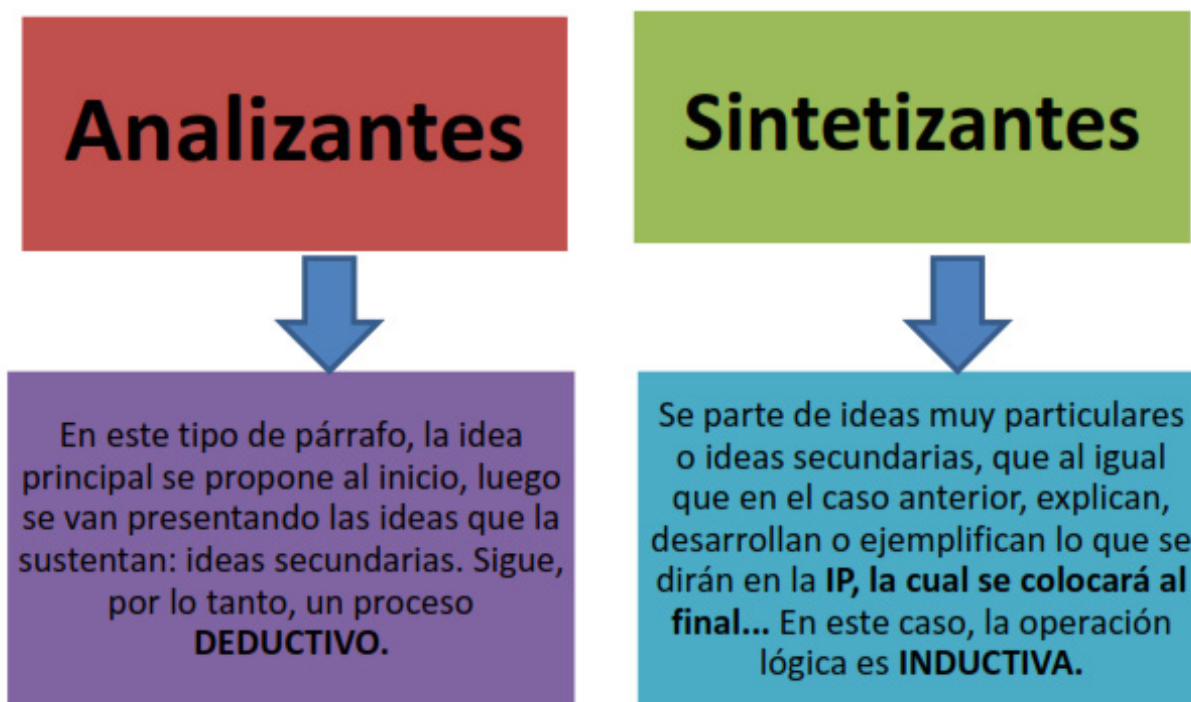 Analizantes
Sintetizantes
En este tipo de párrafo, la idea
principal se propone al inicio, luego
se van presentando las ideas que la
sustentan: ideas secundarias. Sigue,
por lo tanto, un proceso
DEDUCTIVO.
Se parte de ideas muy particulares
o ideas secundarias, que al igual
que en el caso anterior, explican,
desarrollan o ejemplifican lo que se
dirán en la IP, la cual se colocará al
final... En este caso, la operación
lógica es INDUCTIVA.